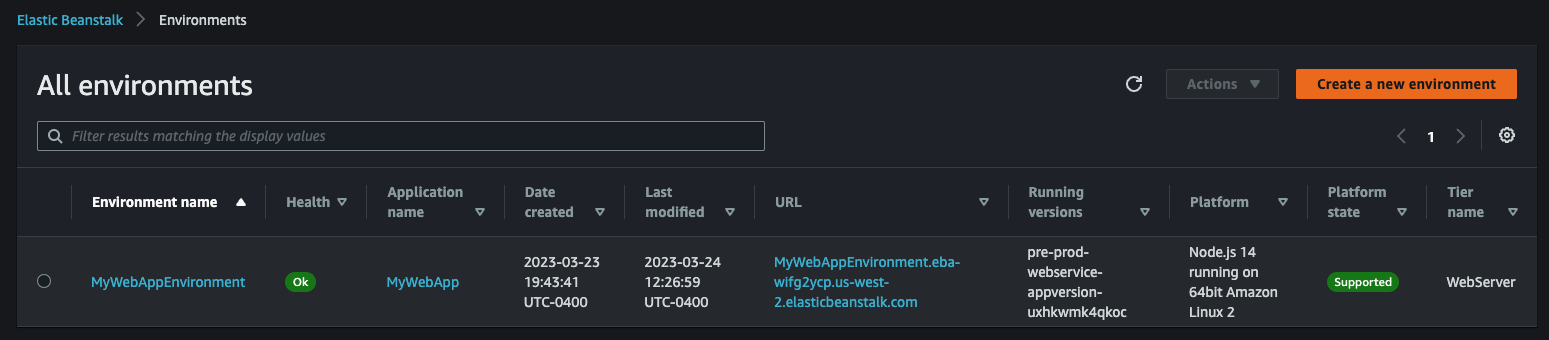 Elastic Beanstalk > Environments
All environments
Actions
Create a new environment
Filter results matching the display values
1
Environment name
Health
Application
name
Date
created
Last
modified
URL
Running
versions
Platform
Platform
state
Tier
name
MyWebAppEnvironment
Ok
MyWebApp
2023-03-23
19:43:41
UTC-0400
2023-03-24
12:26:59
UTC-0400
MyWebAppEnvironment.eba-
wifg2ycp.us-west-
2.elasticbeanstalk.com
pre-prod-
webservice-
appversion-
uxhkwmk4qkoc
Node.js 14
running on
64bit Amazon
Linux 2
Supported
WebServer